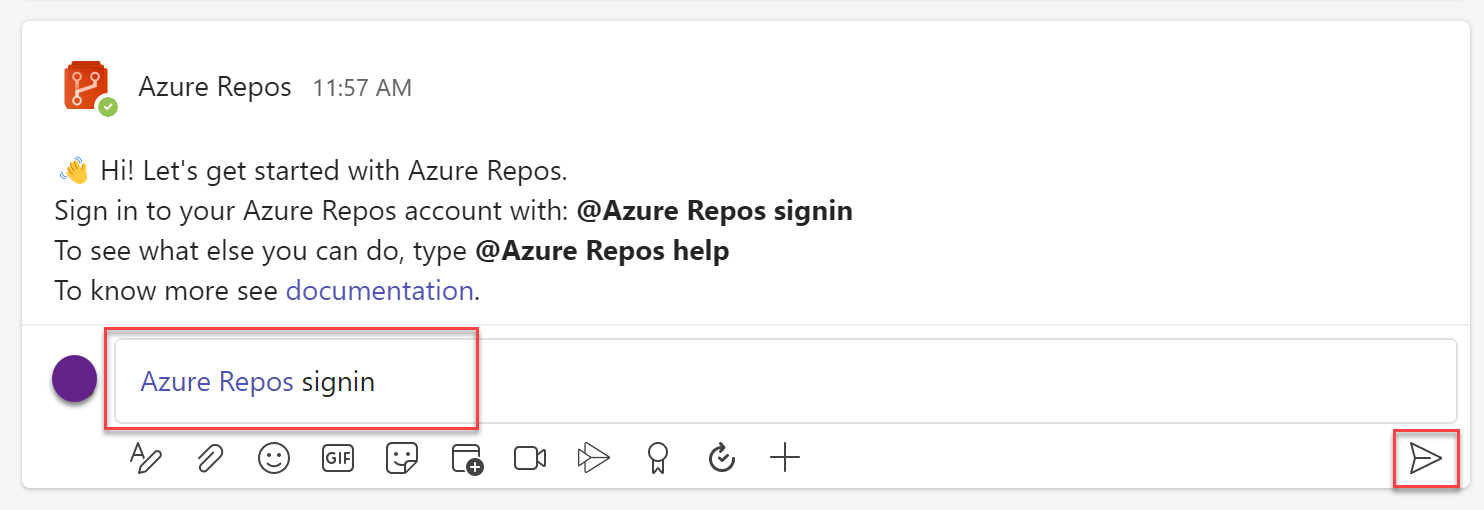 Azure Repos 11:57 AM
👋 Hi! Let's get started with Azure Repos.
Sign in to your Azure Repos account with: @Azure Repos signin
To see what else you can do, type @Azure Repos help
To know more see documentation.
Azure Repos signin
GIF